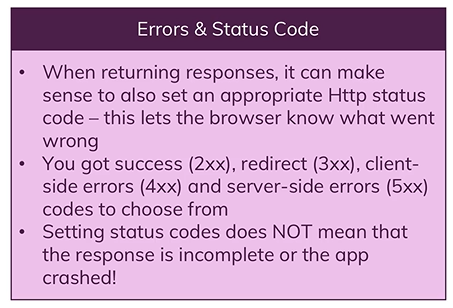 Errors & Status Code
• When returning responses, it can make
sense to also set an appropriate Http status
code – this lets the browser know what went
wrong
• You got success (2xx), redirect (3xx), client-
side errors (4xx) and server-side errors (5xx)
codes to choose from
• Setting status codes does NOT mean that
the response is incomplete or the app
crashed!